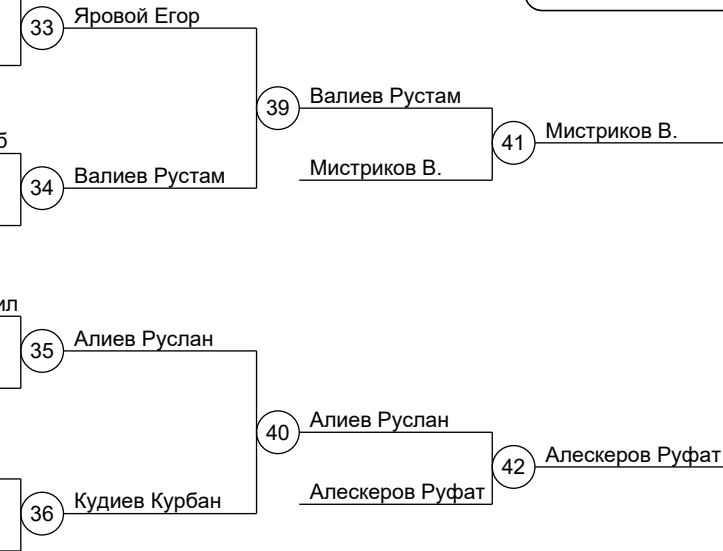 33 Яровой Егор
39 Валиев Рустам
41 Мистриков В.
б
34 Валиев Рустам
Мистриков В.
ил
35 Алиев Руслан
40 Алиев Руслан
42 Алескеров Руфат
Алескеров Руфат
36 Кудиев Курбан